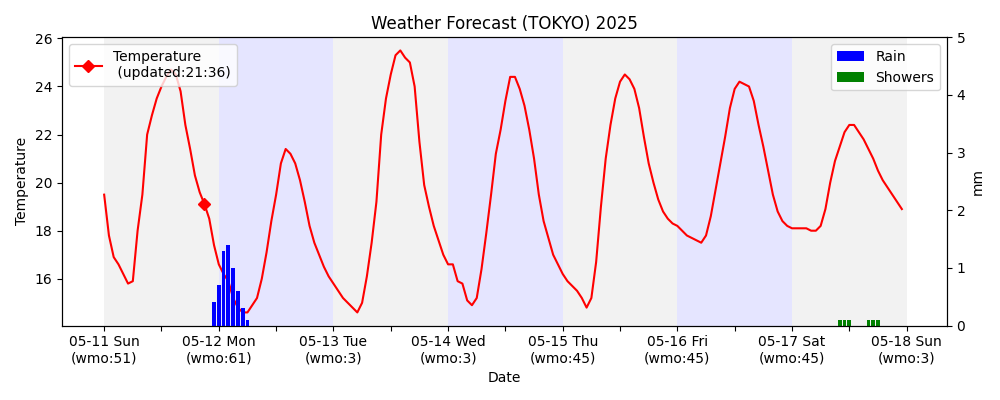 Weather Forecast (TOKYO) 2025
Temperature
(updated:21:36)
Rain
Showers
26
24
22
20
18
16
Temperature
5
4
3
2
1
0
mm
05-11 Sun
(wmo:51)
05-12 Mon
(wmo:61)
05-13 Tue
(wmo:3)
05-14 Wed
(wmo:3)
05-15 Thu
(wmo:45)
05-16 Fri
(wmo:45)
05-17 Sat
(wmo:45)
05-18 Sun
(wmo:3)
Date